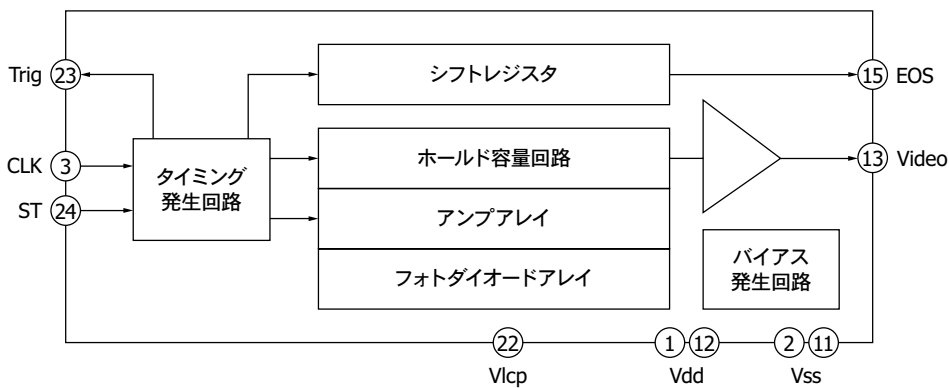 Trig 23
シフトレジスタ
15 EOS
CLK 3
タイミング
発生回路
ホールド容量回路
13 Video
ST 24
アンプアレイ
フォトダイオードアレイ
バイアス
発生回路
22
1 12
2 11
Vlcp
Vdd
Vss